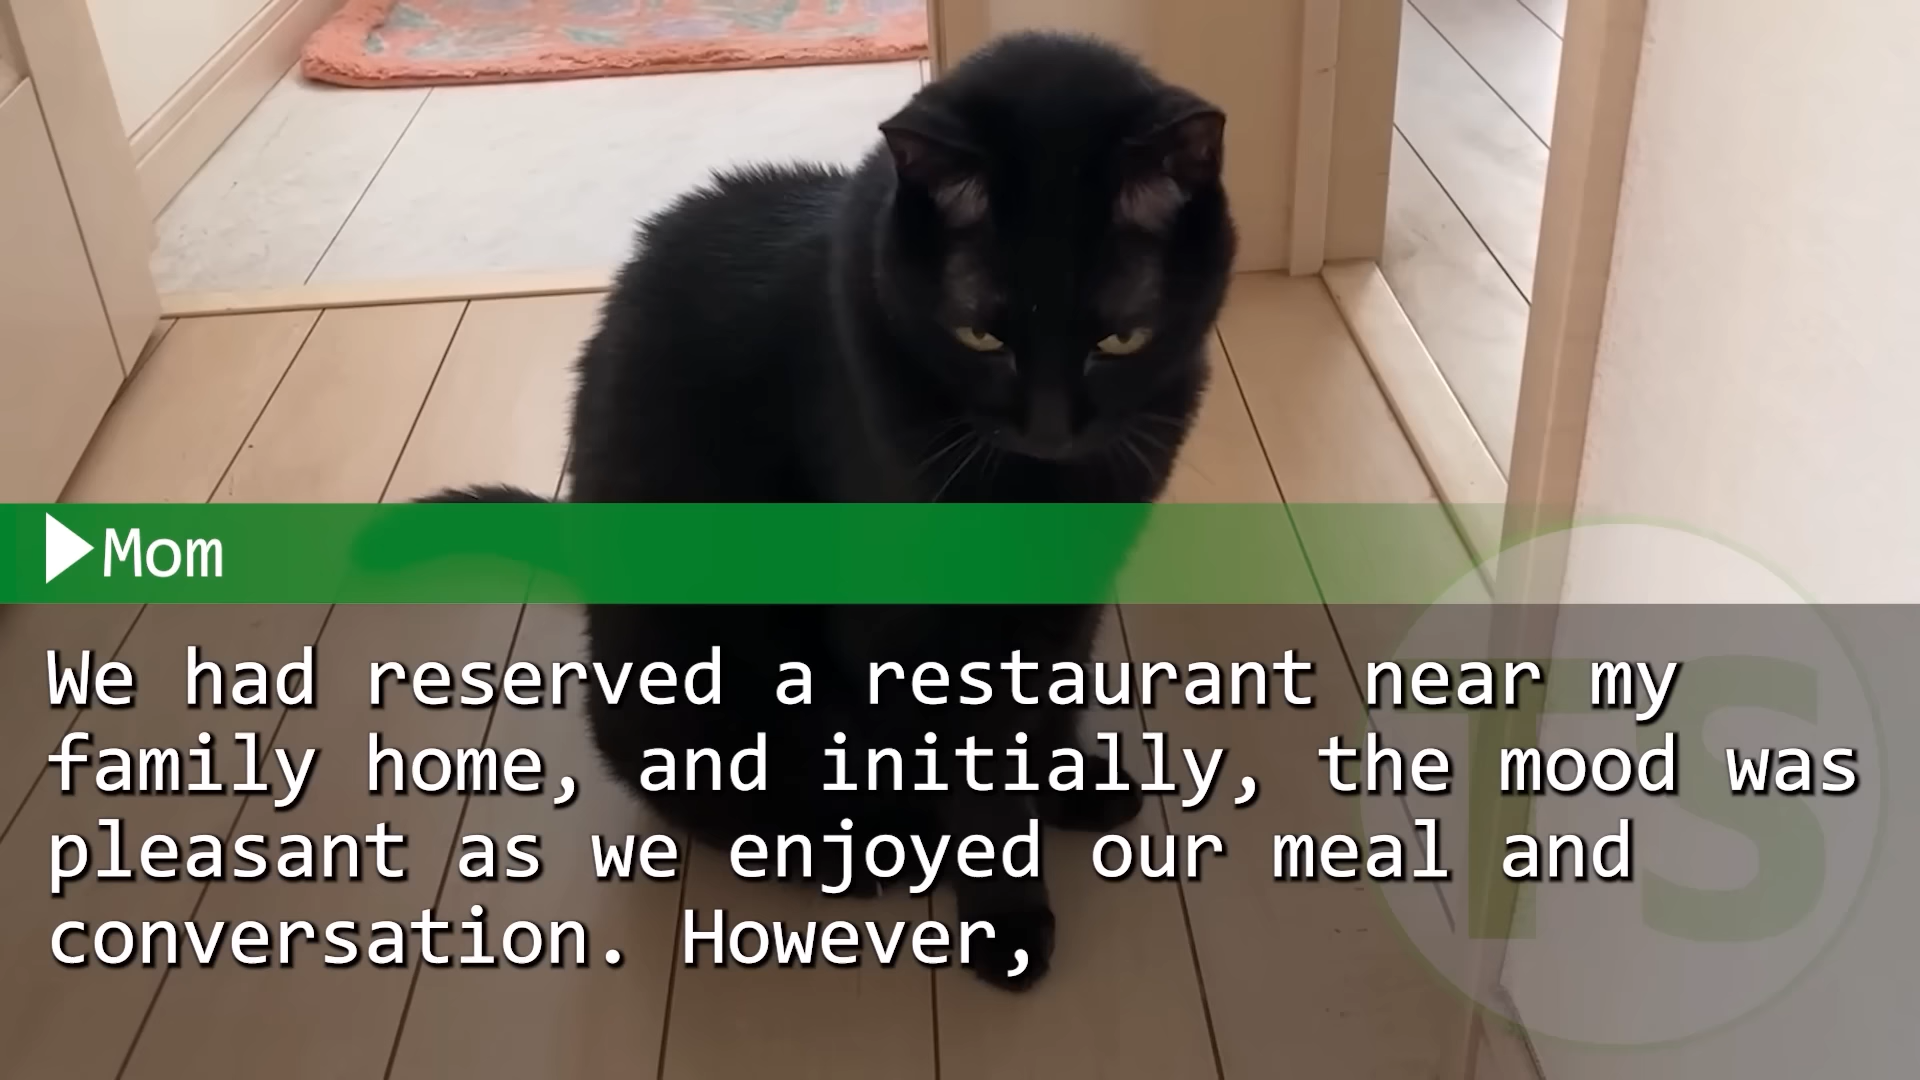 Mom
We had reserved a restaurant near my
family home, and initially, the mood was
pleasant as we enjoyed our meal and
conversation. However,
TS